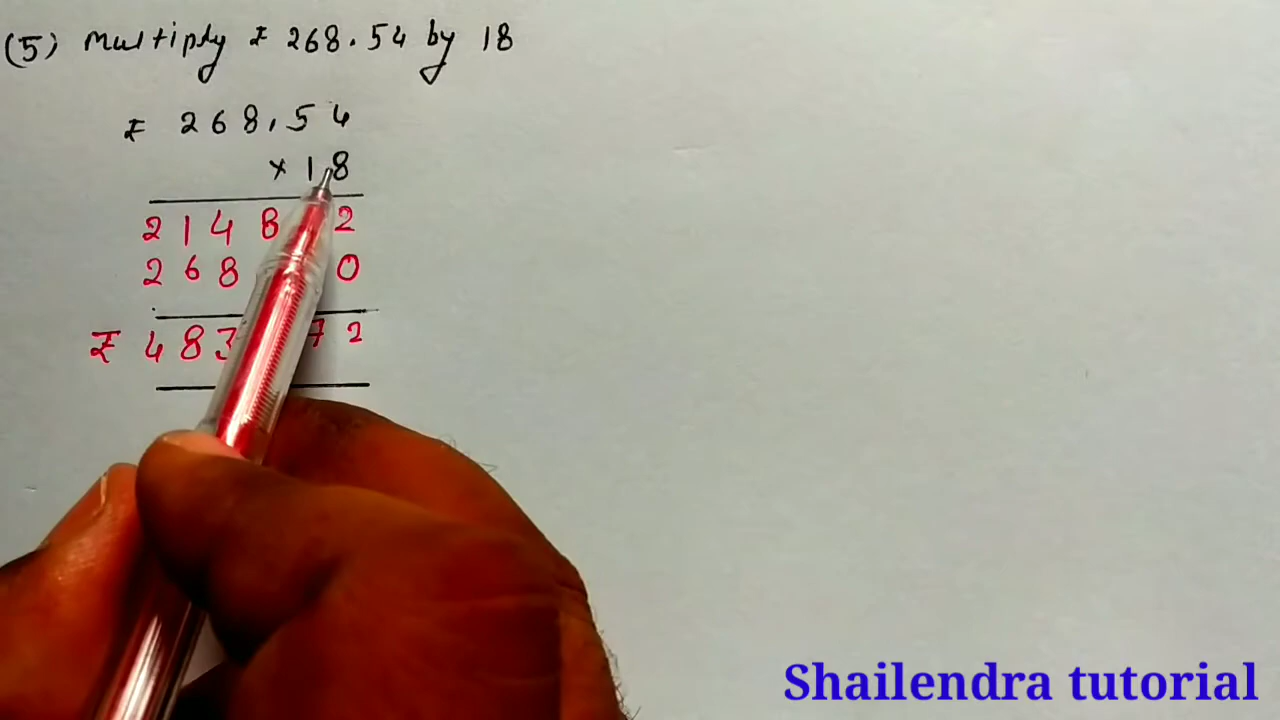 (5) Multiply ₹ 268.54 by 18
₹ 268.54
× 18
2 1 4 8 2
2 6 8 0
₹ 4 8 3 7 2
Shailendra tutorial